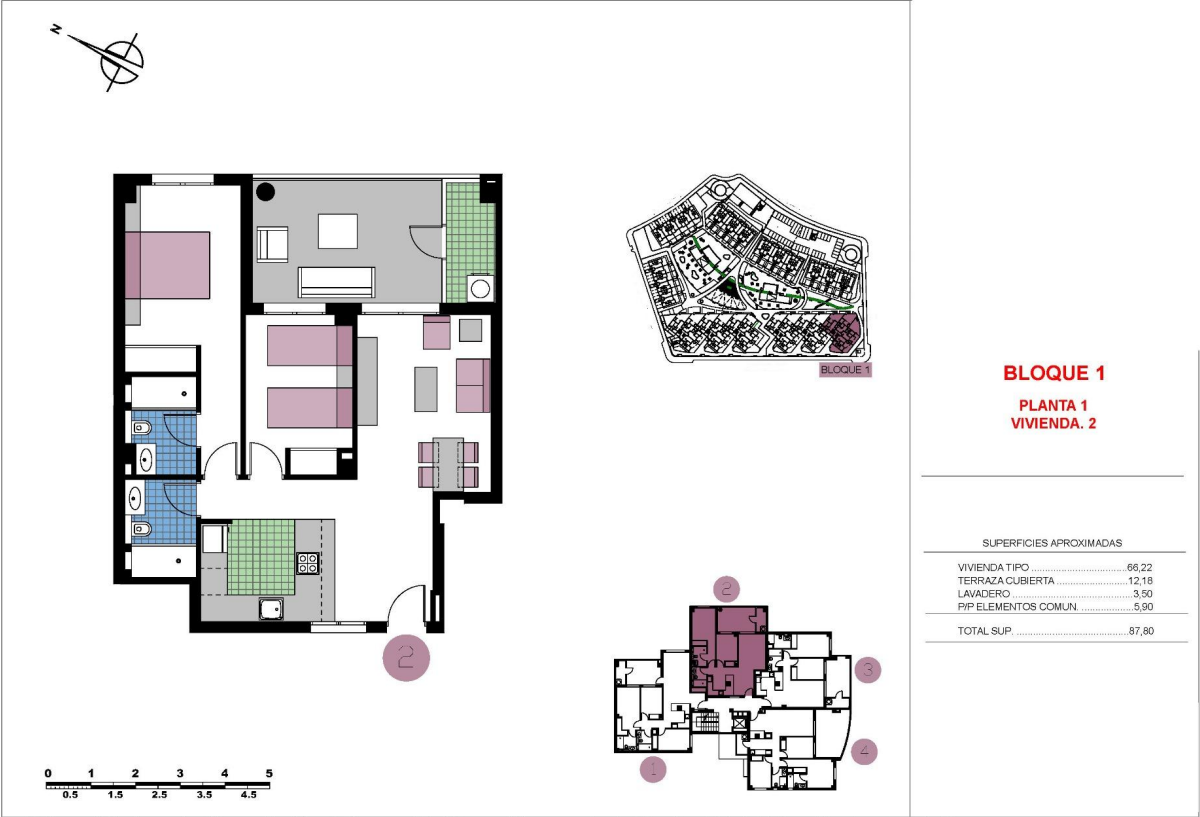 N
BLOQUE 1
BLOQUE 1
PLANTA 1
VIVIENDA. 2
SUPERFICIES APROXIMADAS
VIVIENDA TIPO ................................66,22
TERRAZA CUBIERTA .......................12,18
LAVADERO .........................................3,50
P/P ELEMENTOS COMUN. ................5,90
TOTAL SUP. .....................................87,80
2
2
3
4
1
0 1 2 3 4 5
0.5 1.5 2.5 3.5 4.5